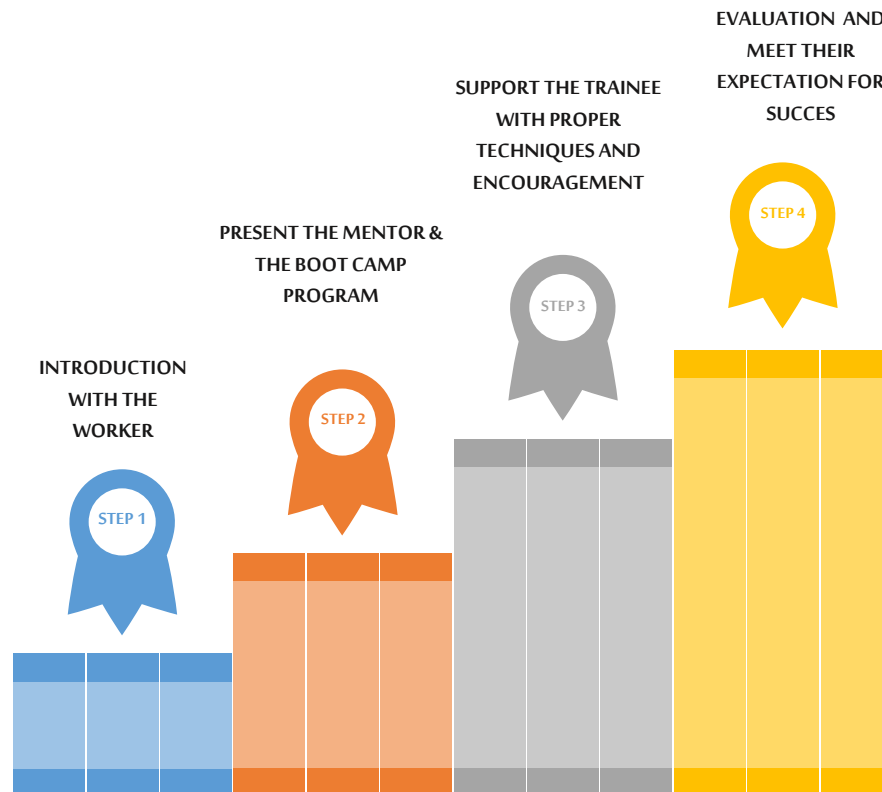 INTRODUCTION
WITH THE
WORKER
STEP 1
PRESENT THE MENTOR &
THE BOOT CAMP
PROGRAM
STEP 2
SUPPORT THE TRAINEE
WITH PROPER
TECHNIQUES AND
ENCOURAGEMENT
STEP 3
EVALUATION AND
MEET THEIR
EXPECTATION FOR
SUCCES
STEP 4